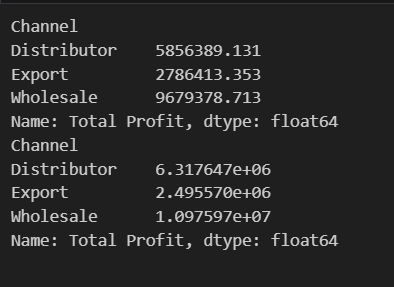 Channel
Distributor    5856389.131
Export         2786413.353
Wholesale      9679378.713
Name: Total Profit, dtype: float64
Channel
Distributor    6.317647e+06
Export         2.495570e+06
Wholesale      1.097597e+07
Name: Total Profit, dtype: float64